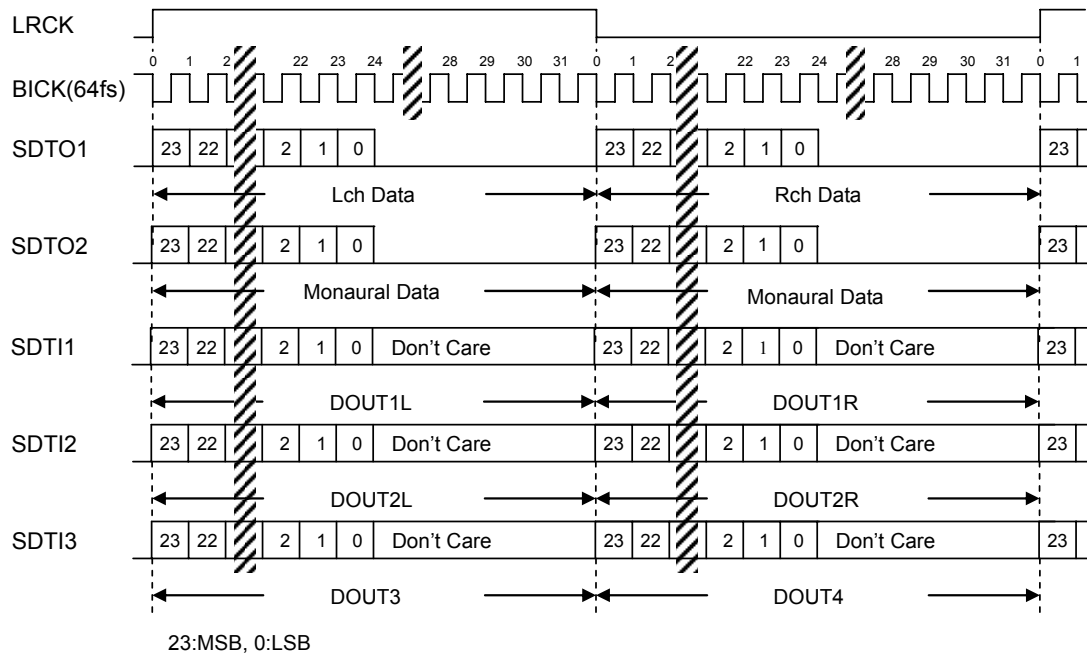 LRCK
0 1 2 22 23 24 28 29 30 31 0 1 2 22 23 24 28 29 30 31 0 1
BICK(64fs)
SDTO1 23 22 2 1 0 23 22 2 1 0 23
Lch Data Rch Data
SDTO2 23 22 2 1 0 23 22 2 1 0 23
Monaural Data Monaural Data
SDTI1 23 22 2 1 0 Don't Care 23 22 2 1 0 Don't Care 23
DOUT1L DOUT1R
SDTI2 23 22 2 1 0 Don't Care 23 22 2 1 0 Don't Care 23
DOUT2L DOUT2R
SDTI3 23 22 2 1 0 Don't Care 23 22 2 1 0 Don't Care 23
DOUT3 DOUT4
23:MSB, 0:LSB